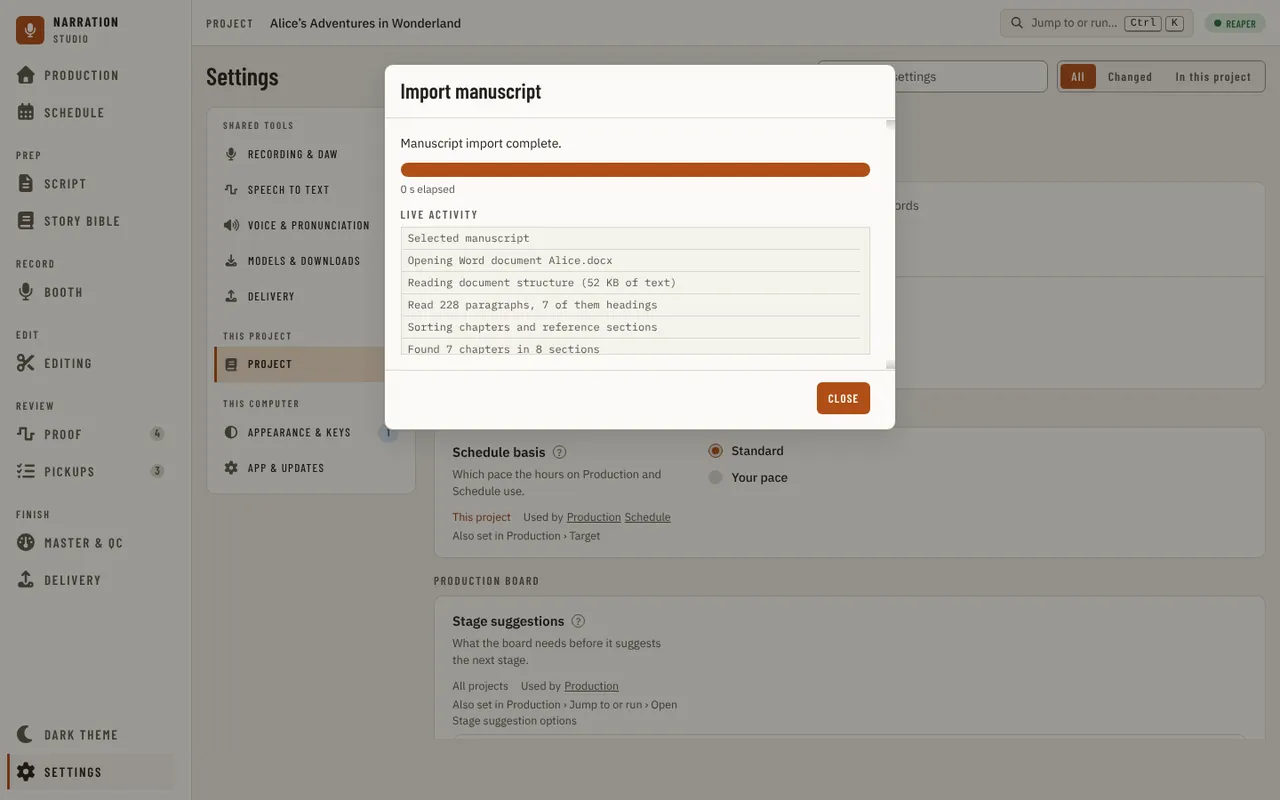 NARRATION
STUDIO
PRODUCTION
SCHEDULE
PREP
SCRIPT
STORY BIBLE
RECORD
BOOTH
EDIT
EDITING
REVIEW
PROOF 4
PICKUPS 3
FINISH
MASTER & QC
DELIVERY
DARK THEME
SETTINGS
PROJECT Alice's Adventures in Wonderland
Jump to or run... Ctrl K
REAPER
Settings
settings
All Changed In this project
SHARED TOOLS
RECORDING & DAW
SPEECH TO TEXT
VOICE & PRONUNCIATION
MODELS & DOWNLOADS
DELIVERY
THIS PROJECT
PROJECT
THIS COMPUTER
APPEARANCE & KEYS 1
APP & UPDATES
Import manuscript
Manuscript import complete.
0 s elapsed
LIVE ACTIVITY
Selected manuscript
Opening Word document Alice.docx
Reading document structure (52 KB of text)
Read 228 paragraphs, 7 of them headings
Sorting chapters and reference sections
Found 7 chapters in 8 sections
CLOSE
Schedule basis ?
Which pace the hours on Production and
Schedule use.
This project Used by Production Schedule
Also set in Production › Target
Standard
Your pace
PRODUCTION BOARD
Stage suggestions ?
What the board needs before it suggests
the next stage.
All projects Used by Production
Also set in Production › Jump to or run › Open
Stage suggestion options